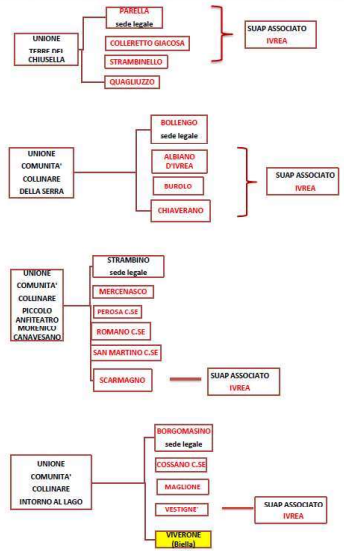 PARELLA
sede legale
UNIONE
TERRE DEL
CHIUSELLA
COLLERETTO GIACOSA
STRAMBINELLO
QUAGLIUZZO
SUAP ASSOCIATO
IVREA
BOLLENGO
sede legale
UNIONE
COMUNITA'
COLLINARE
DELLA SERRA
ALBIANO
D'IVREA
BUROLO
CHIAVERANO
SUAP ASSOCIATO
IVREA
STRAMBINO
sede legale
UNIONE
COMUNITA'
COLLINARE
PICCOLO
ANFITEATRO
MORENICO
CANAVESANO
MERCENASCO
PEROSA C.SE
ROMANO C.SE
SAN MARTINO C.SE
SCARMAGNO
SUAP ASSOCIATO
IVREA
BORGOMASINO
sede legale
UNIONE
COMUNITA'
COLLINARE
INTORNO AL LAGO
COSSANO C.SE
MAGLIONE
VESTIGNE'
SUAP ASSOCIATO
IVREA
VIVERONE
(Biella)